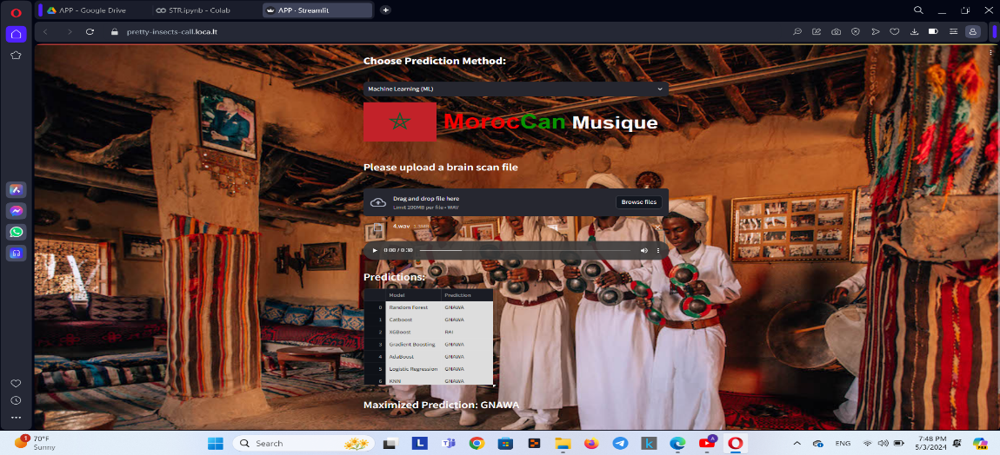 APP - Google Drive
STR.ipynb - Colab
APP · Streamlit
pretty-insects-call.loca.lt
Choose Prediction Method:
Machine Learning (ML)
MorocCan Musique
Please upload a brain scan file
Drag and drop file here
Limit 200MB per file • WAV
Browse files
4.wav
0:00 / 0:30
Predictions:
Model Prediction
0 Random Forest GNAWA
1 Catboost GNAWA
2 XGBoost RAI
3 Gradient Boosting GNAWA
4 AdaBoost GNAWA
5 Logistic Regression GNAWA
6 KNN GNAWA
Maximized Prediction: GNAWA
1
70°F
Sunny
Search
ENG
7:48 PM
5/3/2024